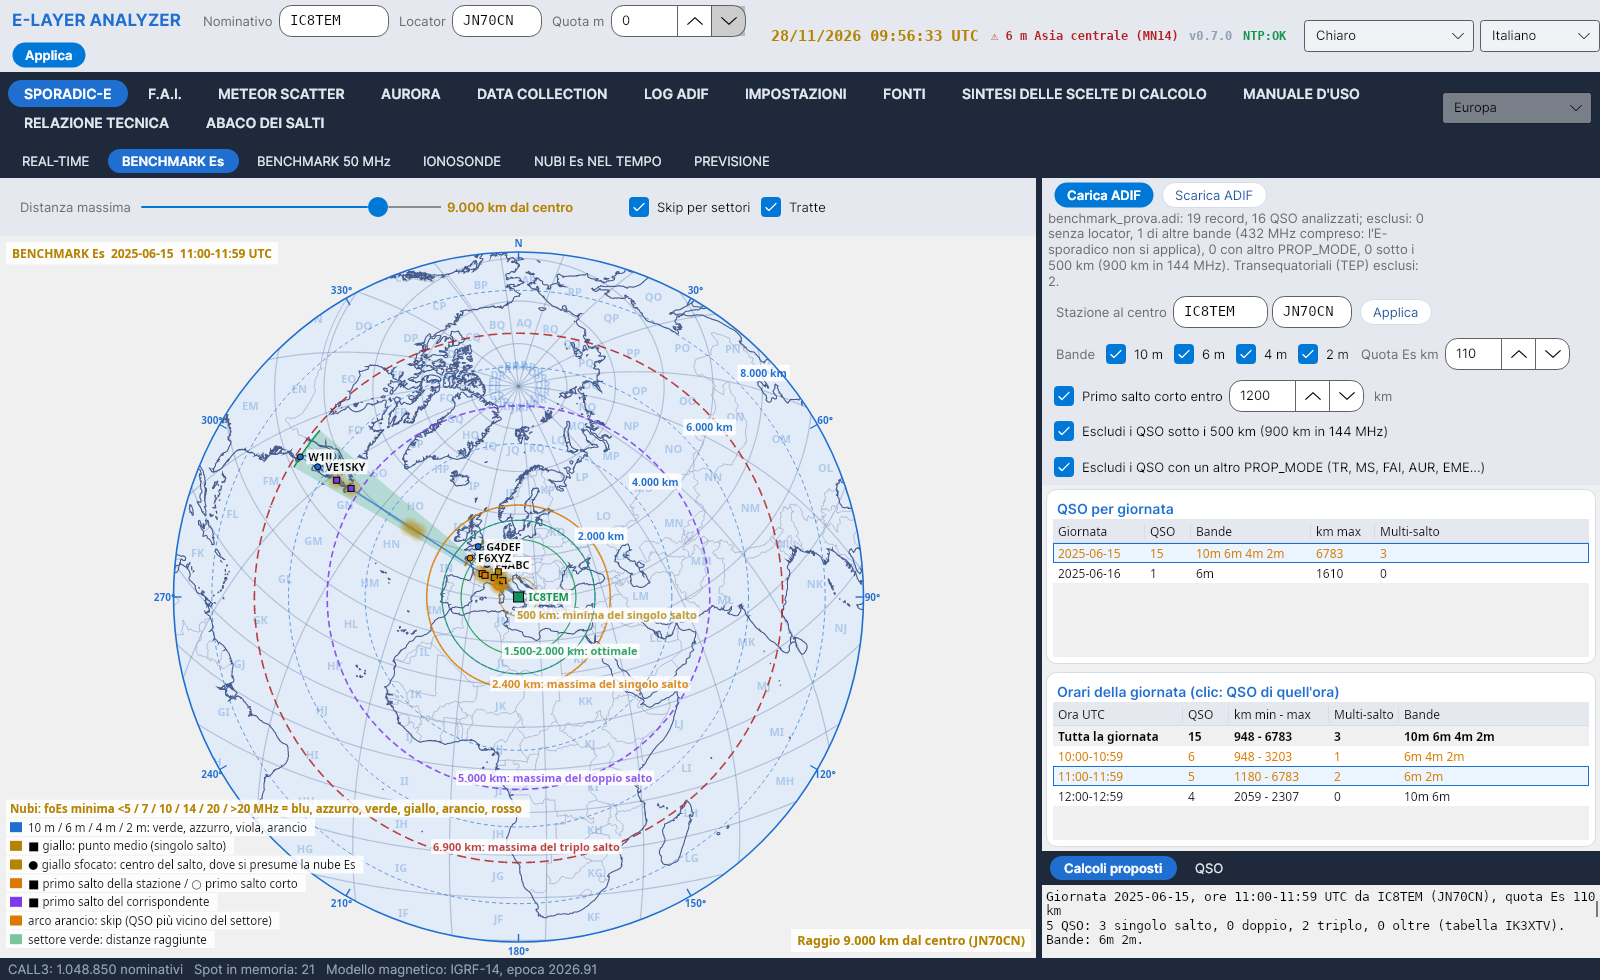 E-LAYER ANALYZER Nominativo IC8TEM Locator JN70CN Quota m 0
28/11/2026 09:56:33 UTC ⚠ 6 m Asia centrale (MN14) v0.7.0 NTP:OK Chiaro Italiano
Applica
SPORADIC-E F.A.I. METEOR SCATTER AURORA DATA COLLECTION LOG ADIF IMPOSTAZIONI FONTI SINTESI DELLE SCELTE DI CALCOLO MANUALE D'USO
RELAZIONE TECNICA ABACO DEI SALTI
Europa
REAL-TIME BENCHMARK Es BENCHMARK 50 MHz IONOSONDE NUBI Es NEL TEMPO PREVISIONE
Distanza massima 9.000 km dal centro Skip per settori Tratte
BENCHMARK Es 2025-06-15 11:00-11:59 UTC
N
330° 30°
8.000 km
300° 60°
6.000 km
W1JJ
VE1SKY
4.000 km
2.000 km
G4DEF
F6XYZ
270° IC8TEM 90°
500 km: minima del singolo salto
1.500-2.000 km: ottimale
2.400 km: massima del singolo salto
240° 5.000 km: massima del doppio salto 120°
6.900 km: massima del triplo salto
210° 150°
180°
Nubi: foEs minima <5 / 7 / 10 / 14 / 20 / >20 MHz = blu, azzurro, verde, giallo, arancio, rosso
10 m / 6 m / 4 m / 2 m: verde, azzurro, viola, arancio
■ giallo: punto medio (singolo salto)
● giallo sfocato: centro del salto, dove si presume la nube Es
■ primo salto della stazione / ○ primo salto corto
■ primo salto del corrispondente
arco arancio: skip (QSO più vicino del settore)
settore verde: distanze raggiunte
Raggio 9.000 km dal centro (JN70CN)
Carica ADIF Scarica ADIF
benchmark_prova.adi: 19 record, 16 QSO analizzati; esclusi: 0
senza locator, 1 di altre bande (432 MHz compreso: l'E-
sporadico non si applica), 0 con altro PROP_MODE, 0 sotto i
500 km (900 km in 144 MHz). Transequatoriali (TEP) esclusi:
2.
Stazione al centro IC8TEM JN70CN Applica
Bande 10 m 6 m 4 m 2 m Quota Es km 110
Primo salto corto entro 1200 km
Escludi i QSO sotto i 500 km (900 km in 144 MHz)
Escludi i QSO con un altro PROP_MODE (TR, MS, FAI, AUR, EME...)
QSO per giornata
Giornata QSO Bande km max Multi-salto
2025-06-15 15 10m 6m 4m 2m 6783 3
2025-06-16 1 6m 1610 0
Orari della giornata (clic: QSO di quell'ora)
Ora UTC QSO km min - max Multi-salto Bande
Tutta la giornata 15 948 - 6783 3 10m 6m 4m 2m
10:00-10:59 6 948 - 3203 1 6m 4m 2m
11:00-11:59 5 1180 - 6783 2 6m 2m
12:00-12:59 4 2059 - 2307 0 10m 6m
Calcoli proposti QSO
Giornata 2025-06-15, ore 11:00-11:59 UTC da IC8TEM (JN70CN), quota Es 110
km
5 QSO: 3 singolo salto, 0 doppio, 2 triplo, 0 oltre (tabella IK3XTV).
Bande: 6m 2m.
CALL3: 1.048.850 nominativi Spot in memoria: 21 Modello magnetico: IGRF-14, epoca 2026.91